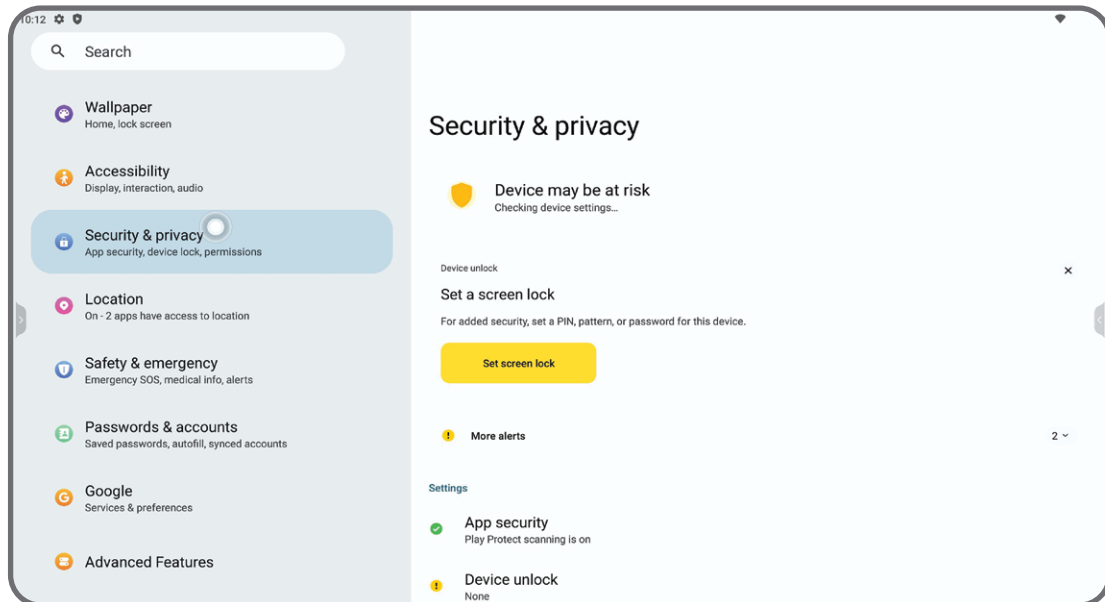 10:12
Search
Wallpaper
Home, lock screen
Accessibility
Display, interaction, audio
Security & privacy
App security, device lock, permissions
Location
On - 2 apps have access to location
Safety & emergency
Emergency SOS, medical info, alerts
Passwords & accounts
Saved passwords, autofill, synced accounts
Google
Services & preferences
Advanced Features
Security & privacy
Device may be at risk
Checking device settings...
Device unlock
Set a screen lock
For added security, set a PIN, pattern, or password for this device.
Set screen lock
More alerts
2
Settings
App security
Play Protect scanning is on
Device unlock
None